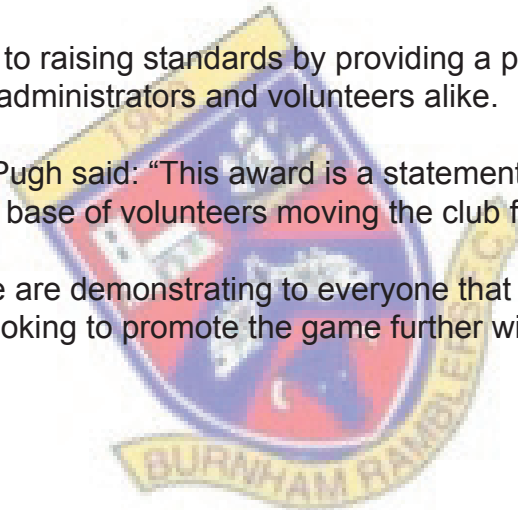 to raising standards by providing a p
administrators and volunteers alike.
Pugh said: “This award is a statement
base of volunteers moving the club f
e are demonstrating to everyone that
oking to promote the game further wi
190
BURNHAM RAMBLERS F.C.